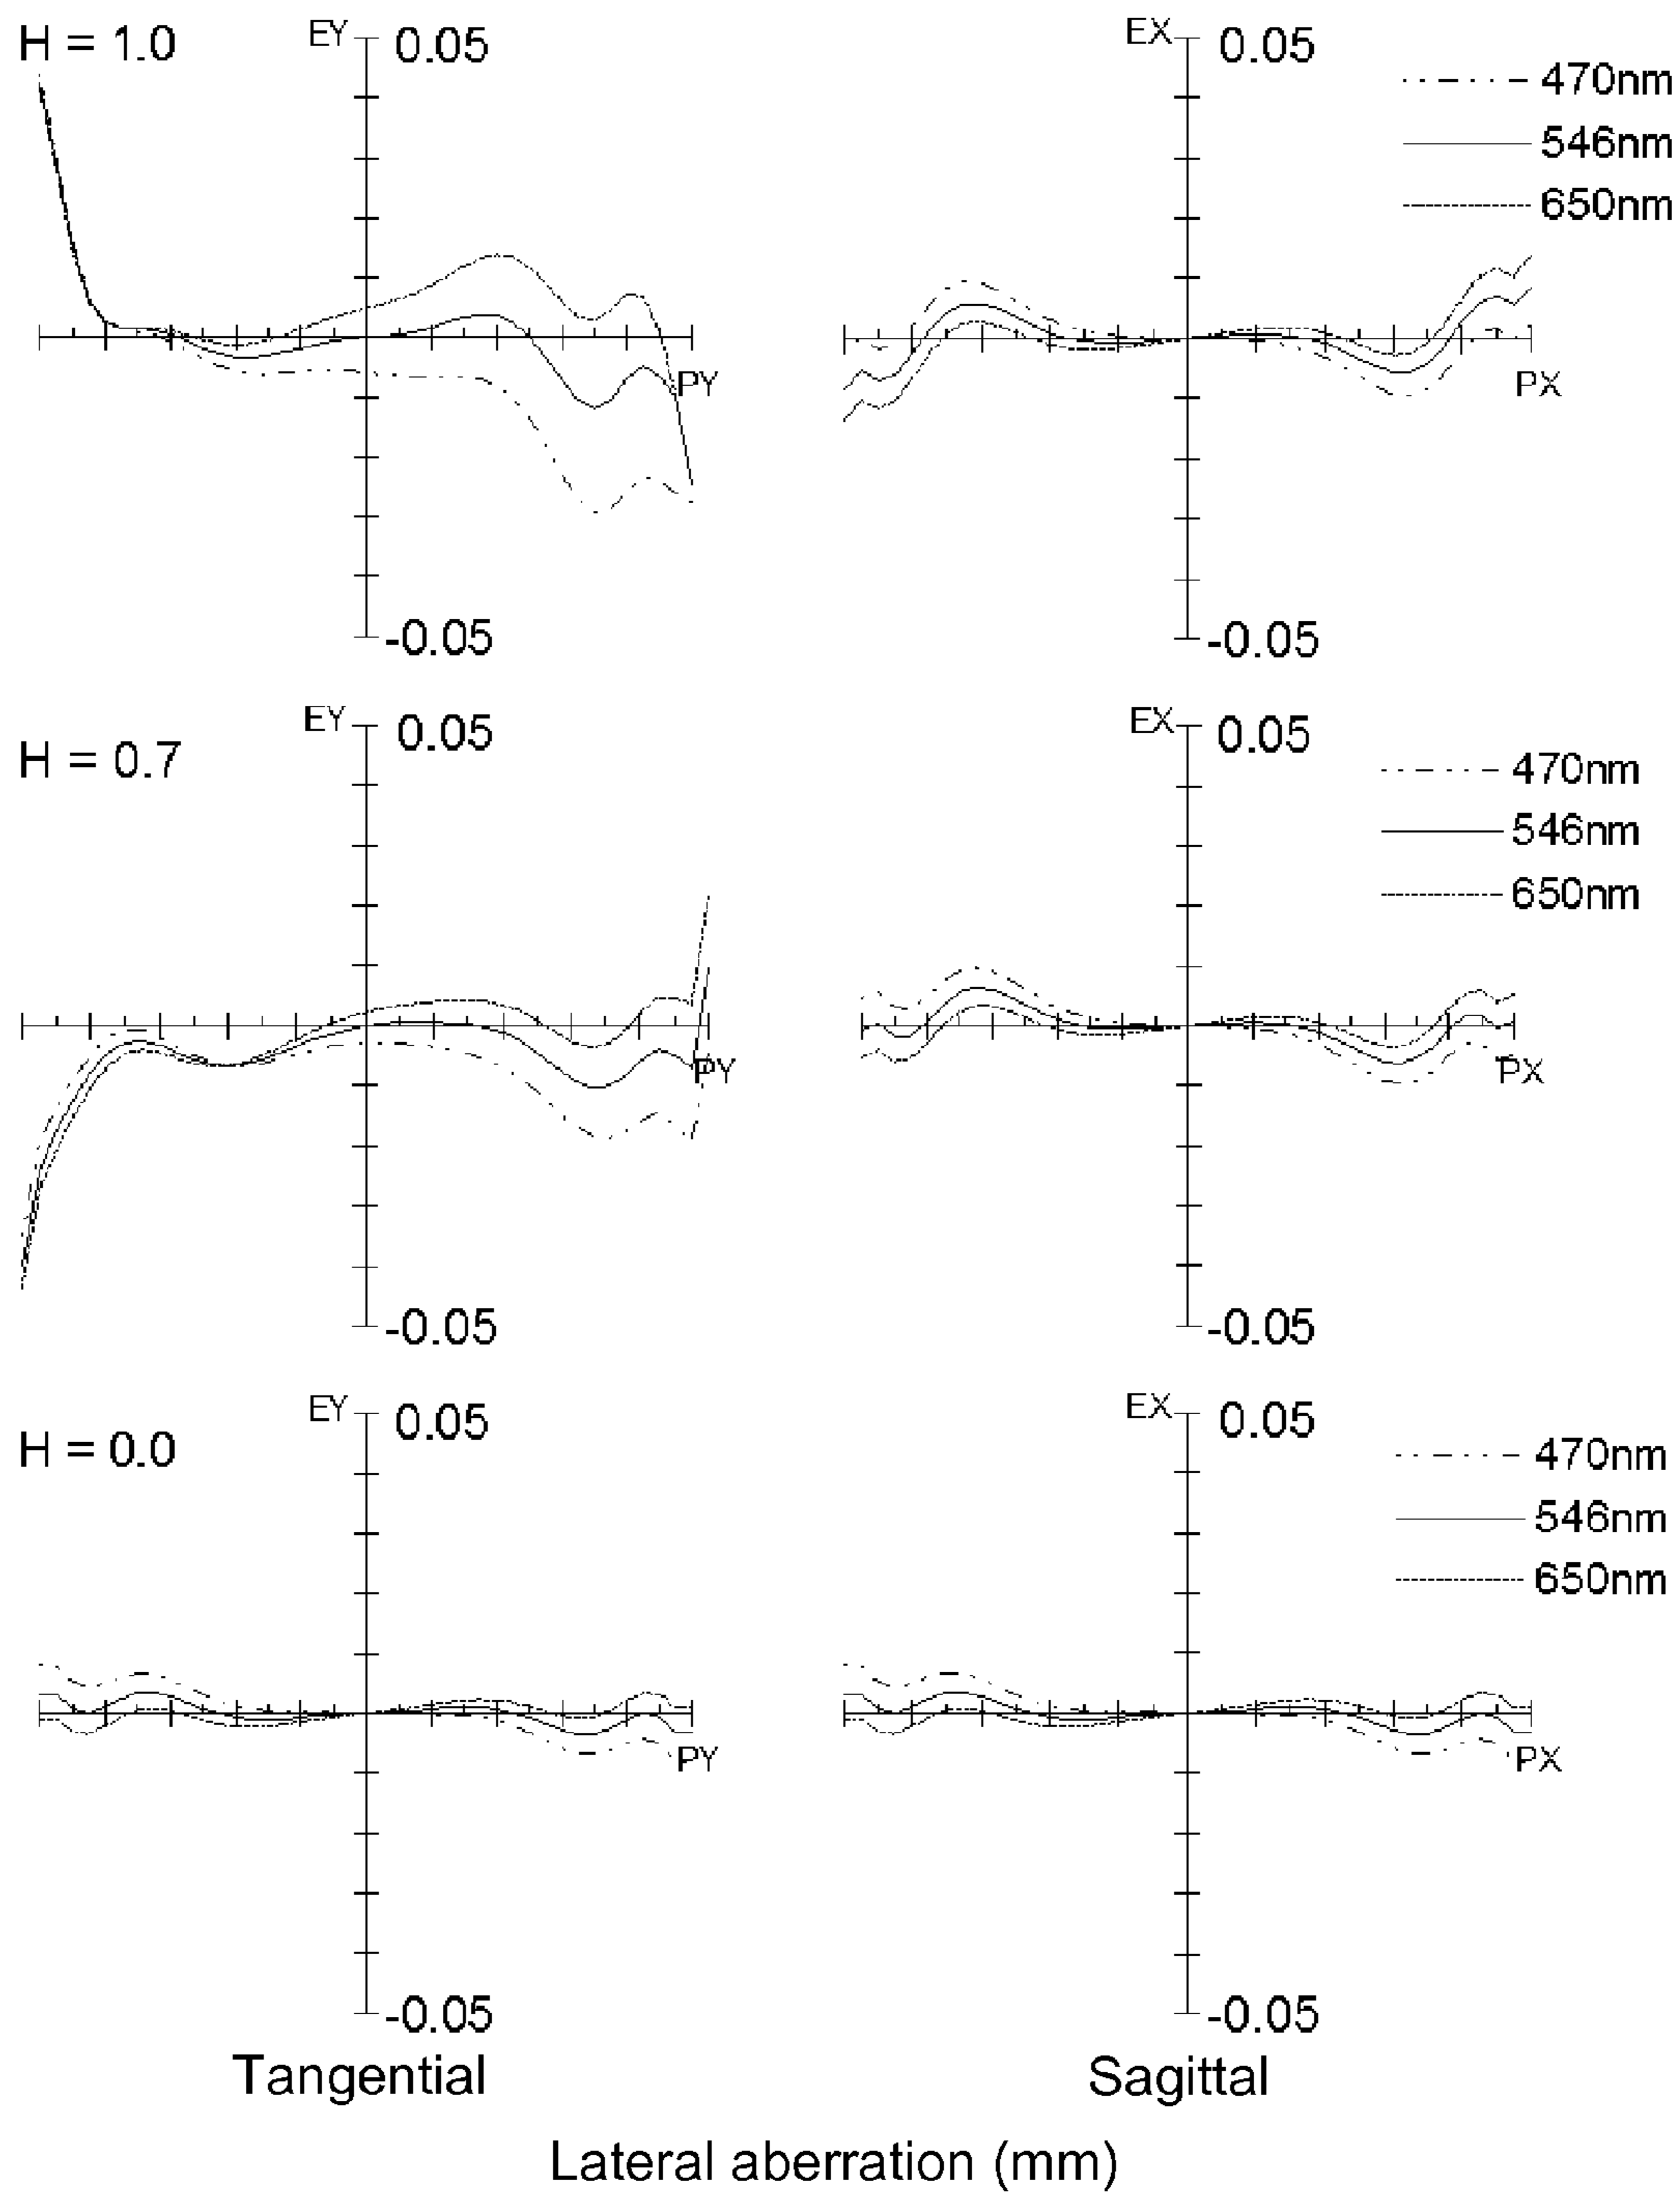 H = 1.0
EY 0.05
EX 0.05
470nm
546nm
650nm
PY
PX
-0.05
-0.05
H = 0.7
EY 0.05
EX 0.05
470nm
546nm
650nm
PY
PX
-0.05
-0.05
H = 0.0
EY 0.05
EX 0.05
470nm
546nm
650nm
PY
PX
-0.05
-0.05
Tangential
Sagittal
Lateral aberration (mm)